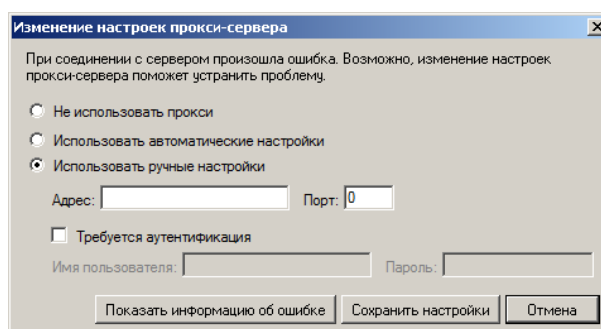 Изменение настроек прокси-сервера
При соединении с сервером произошла ошибка. Возможно, изменение настроек
прокси-сервера поможет устранить проблему.
Не использовать прокси
Использовать автоматические настройки
Использовать ручные настройки
Адрес: Порт: 0
Требуется аутентификация
Имя пользователя: Пароль:
Показать информацию об ошибке Сохранить настройки Отмена